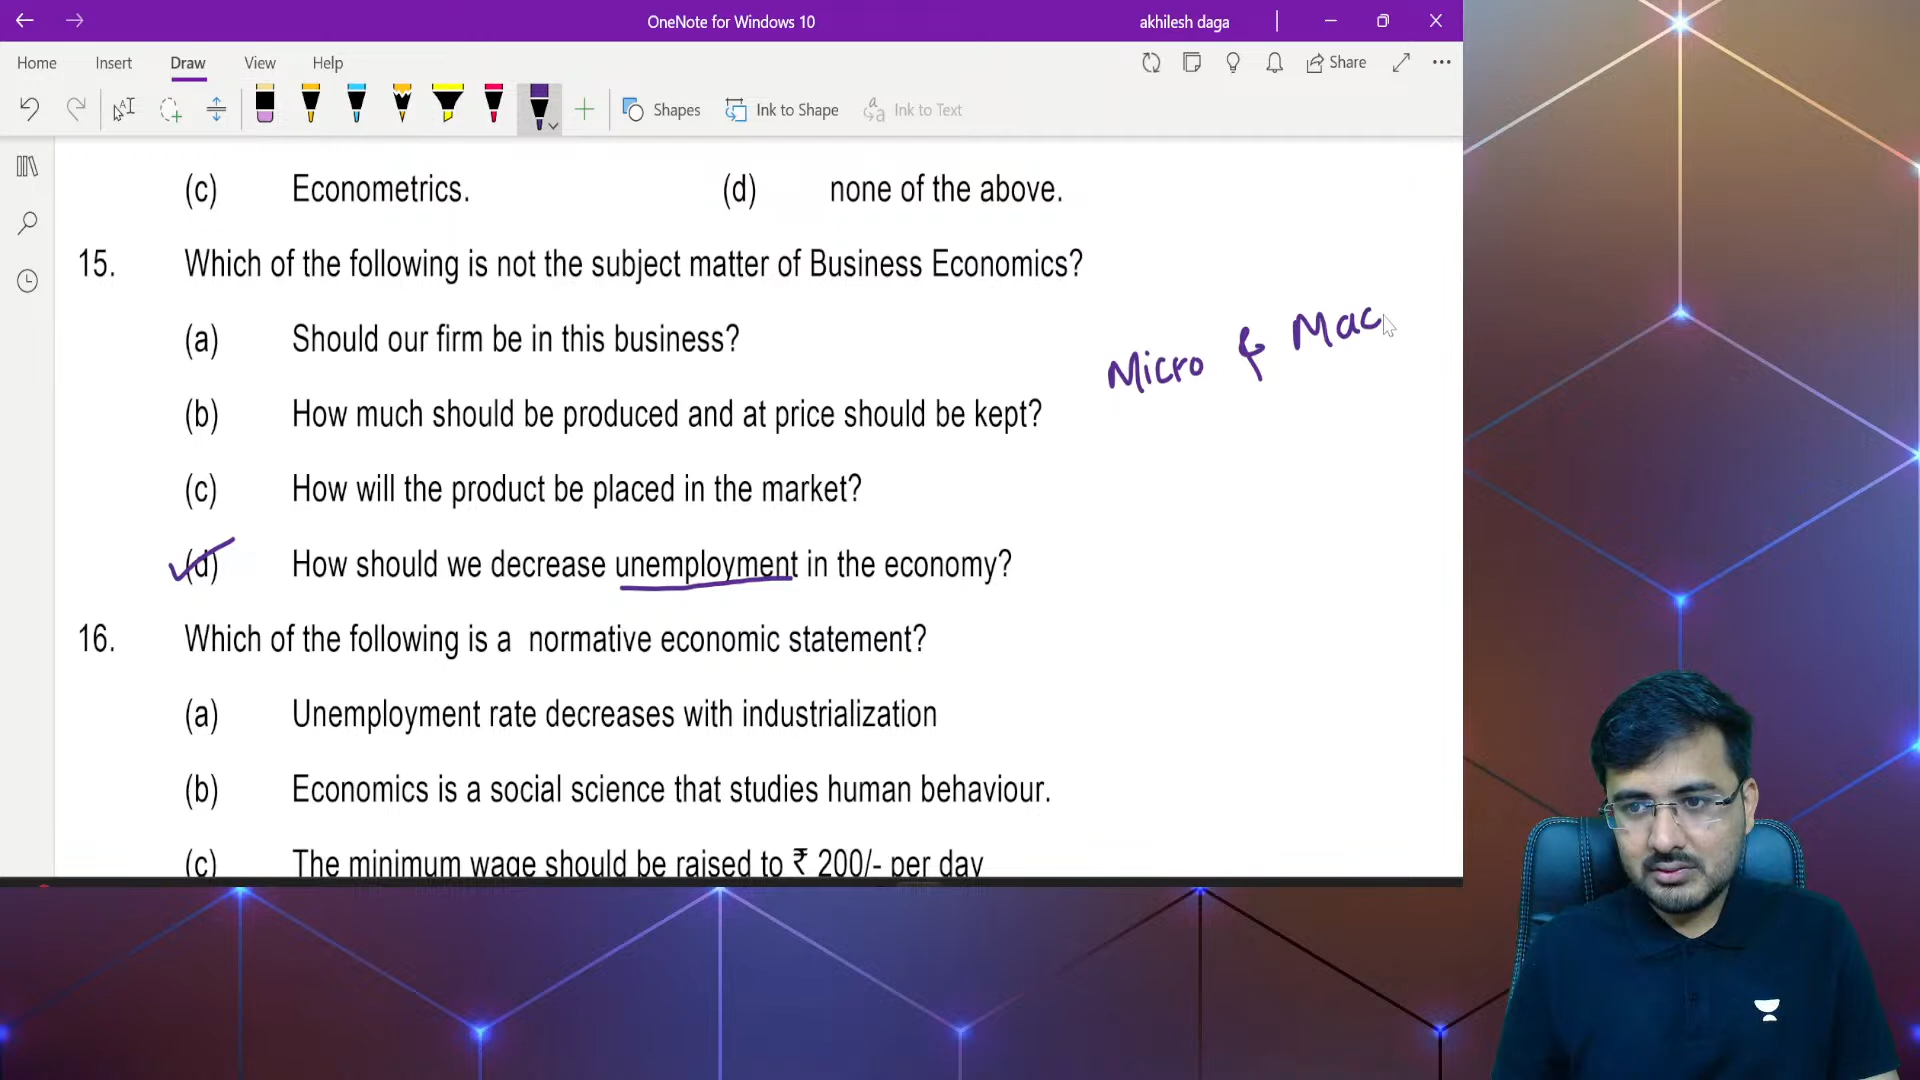 OneNote for Windows 10
akhilesh daga
Home Insert Draw View Help
Share
Shapes Ink to Shape Ink to Text
(c) Econometrics. (d) none of the above.
15. Which of the following is not the subject matter of Business Economics?
(a) Should our firm be in this business?
Micro & Mac
(b) How much should be produced and at price should be kept?
(c) How will the product be placed in the market?
(d) How should we decrease unemployment in the economy?
16. Which of the following is a normative economic statement?
(a) Unemployment rate decreases with industrialization
(b) Economics is a social science that studies human behaviour.
(c) The minimum wage should be raised to ₹ 200/- per day